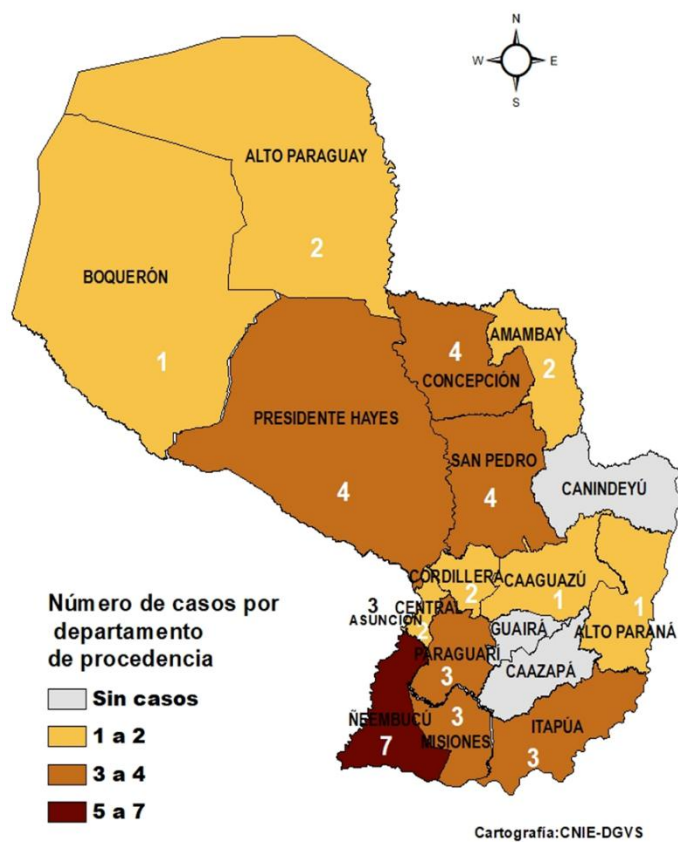 N
W E
S
ALTO PARAGUAY
2
BOQUERÓN
1
AMAMBAY
2
4
CONCEPCIÓN
PRESIDENTE HAYES
4
SAN PEDRO
4
CANINDEYÚ
CORDILLERA
2
CAAGUAZÚ
1
1
ALTO PARANÁ
3
ASUNCIÓN
CENTRAL
2
GUAIRÁ
PARAGUARÍ
3
CAAZAPÁ
ÑEEMBUCÚ
7
3
MISIONES
ITAPÚA
3
Número de casos por
departamento
de procedencia
Sin casos
1 a 2
3 a 4
5 a 7
Cartografía:CNIE-DGVS